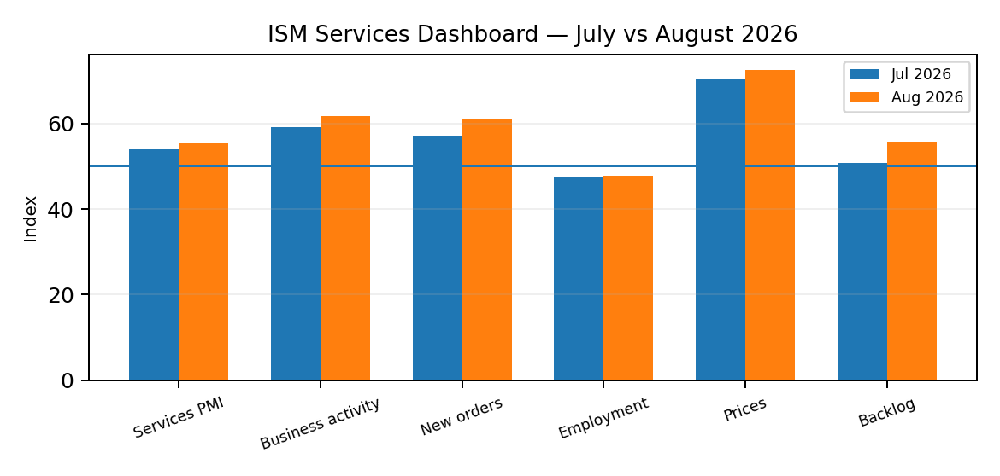 ISM Services Dashboard — July vs August 2026
Jul 2026
Aug 2026
Index
60
40
20
0
Services PMI
Business activity
New orders
Employment
Prices
Backlog